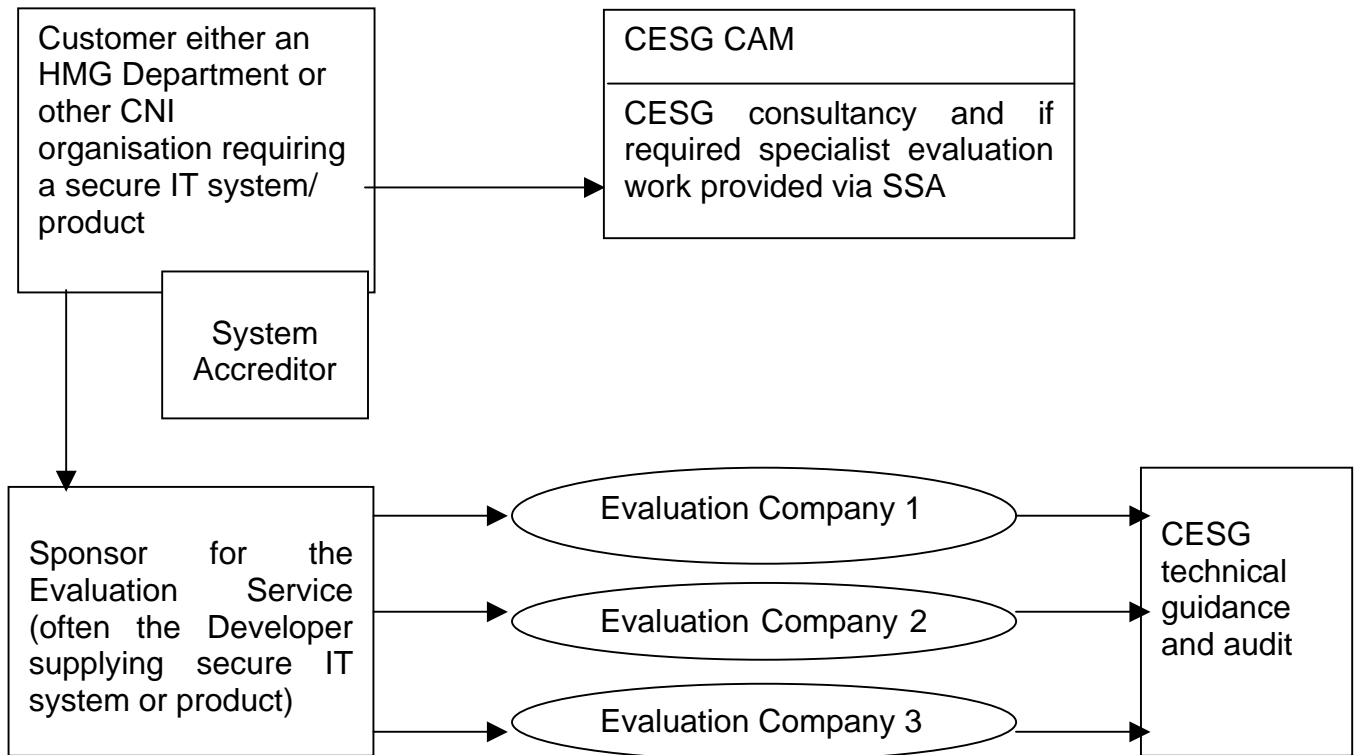 Customer either an
HMG Department or
other CNI
organisation requiring
a secure IT system/
product
CESG CAM
CESG consultancy and if
required specialist evaluation
work provided via SSA
System
Accreditor
Sponsor for the
Evaluation Service
(often the Developer
supplying secure IT
system or product)
Evaluation Company 1
Evaluation Company 2
Evaluation Company 3
CESG
technical
guidance
and audit